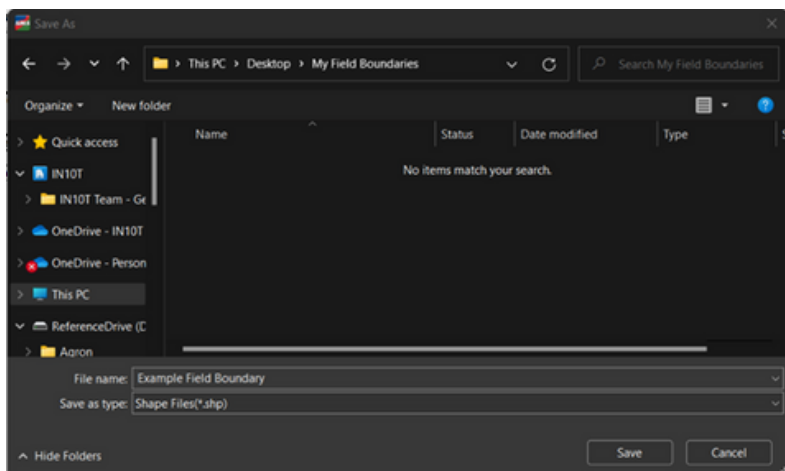 Save As
This PC > Desktop > My Field Boundaries
Search My Field Boundaries
Organize
New folder
Name
Status
Date modified
Type
No items match your search.
Quick access
IN10T
IN10T Team - Ge
OneDrive - IN10T
OneDrive - Person
This PC
ReferenceDrive (D
Agron
File name: Example Field Boundary
Save as type: Shape Files(*.shp)
Hide Folders
Save
Cancel